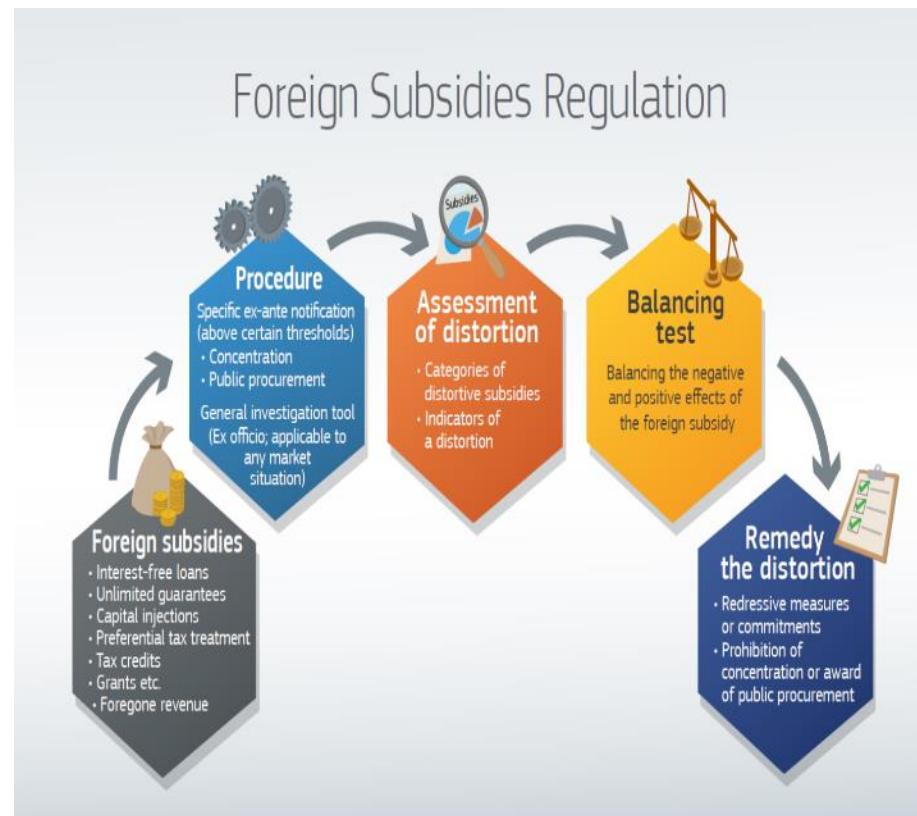 Foreign Subsidies Regulation
Foreign subsidies
· Interest-free loans
· Unlimited guarantees
· Capital injections
· Preferential tax treatment
· Tax credits
· Grants etc.
· Foregone revenue
Procedure
Specific ex-ante notification
(above certain thresholds)
· Concentration
· Public procurement
General investigation tool
(Ex officio; applicable to
any market
situation)
Subsidies
Assessment
of distortion
· Categories of
distortive subsidies
· Indicators of
a distortion
Balancing
test
Balancing the negative
and positive effects of
the foreign subsidy
Remedy
the distortion
· Redressive measures
or commitments
· Prohibition of
concentration or award
of public procurement